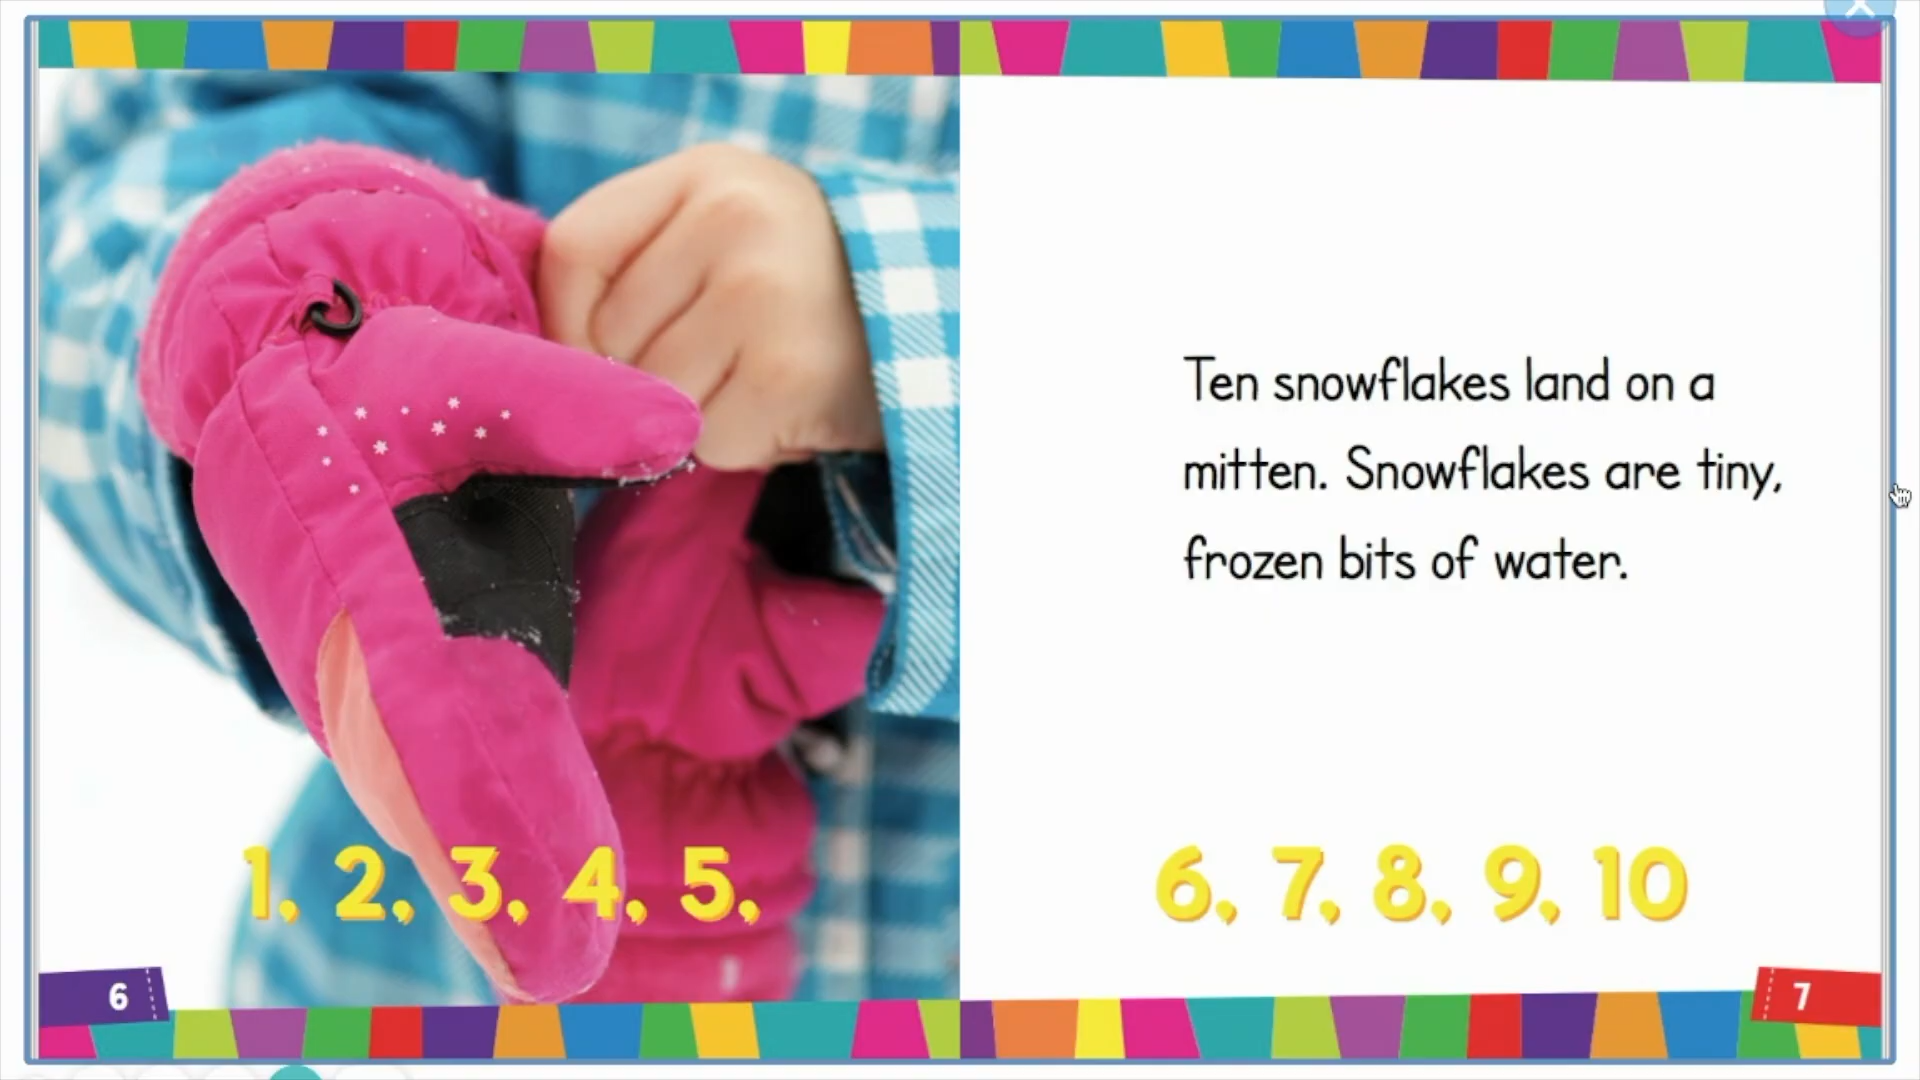 Ten snowflakes land on a
mitten. Snowflakes are tiny,
frozen bits of water.
1, 2, 3, 4, 5,
6, 7, 8, 9, 10
6
7